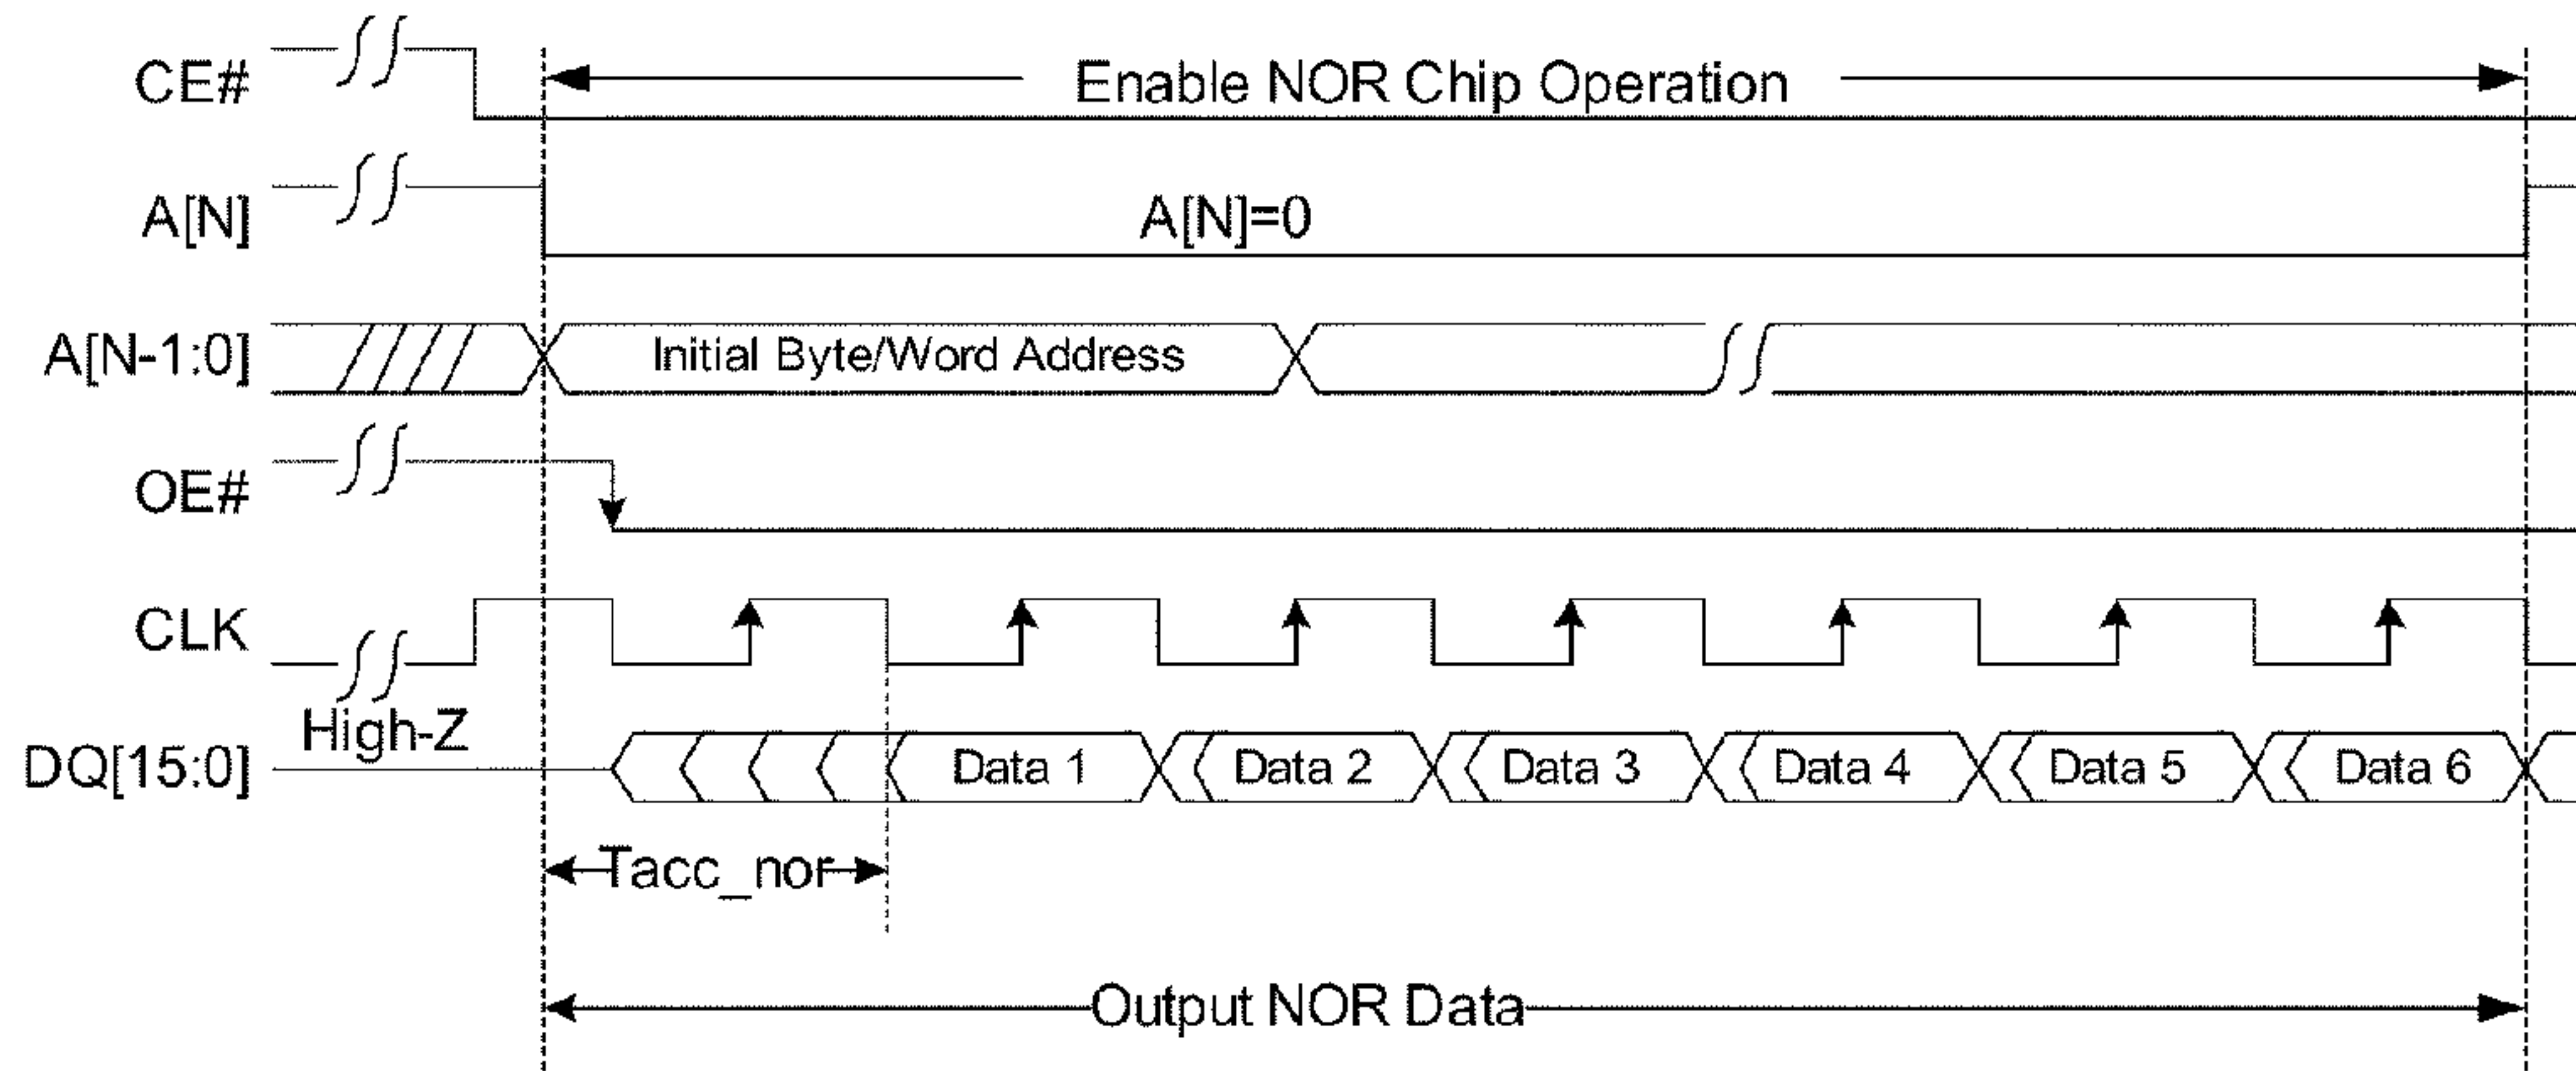 CE# Enable NOR Chip Operation
A[N] A[N]=0
A[N-1:0] Initial Byte/Word Address
OE#
CLK
High-Z
DQ[15:0] Data 1 Data 2 Data 3 Data 4 Data 5 Data 6
Tacc_nor
Output NOR Data